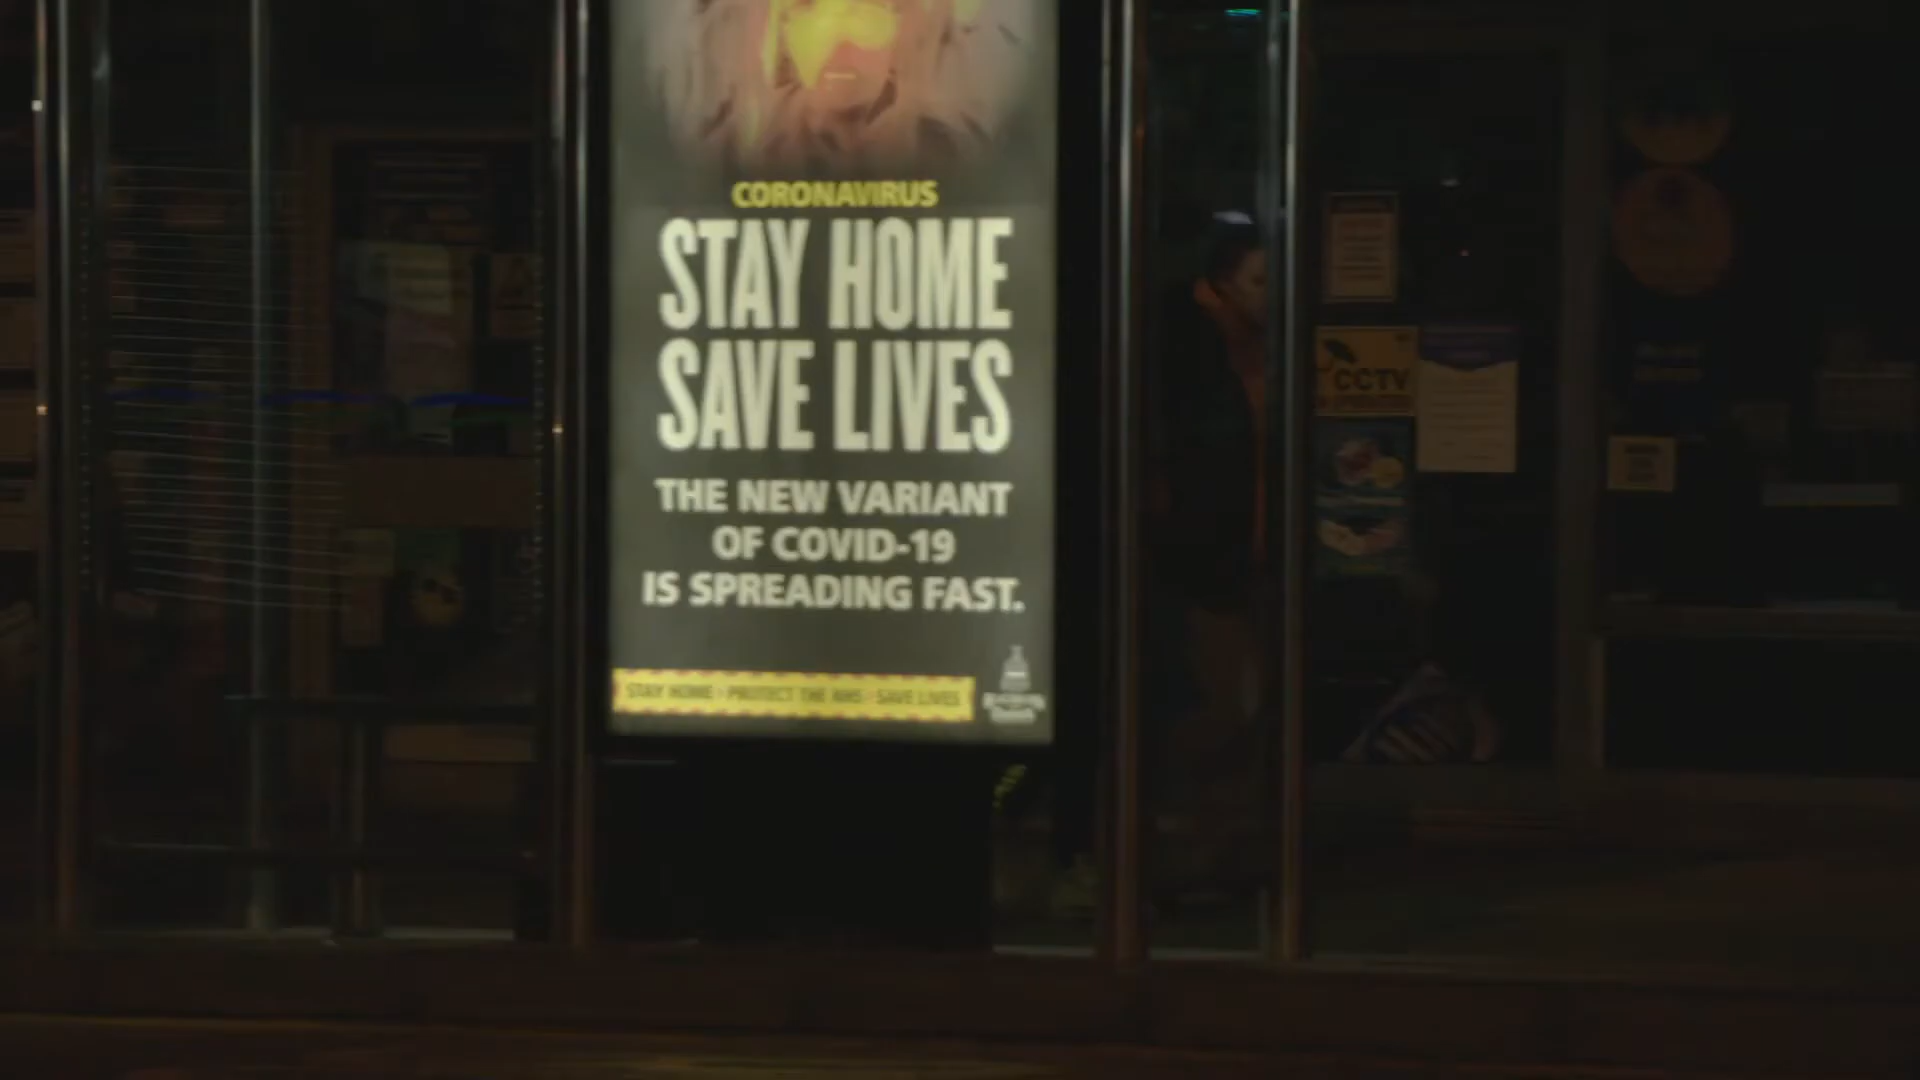 CORONAVIRUS
STAY HOME
SAVE LIVES
THE NEW VARIANT
OF COVID-19
IS SPREADING FAST.
STAY HOME › PROTECT THE NHS › SAVE LIVES
CCTV